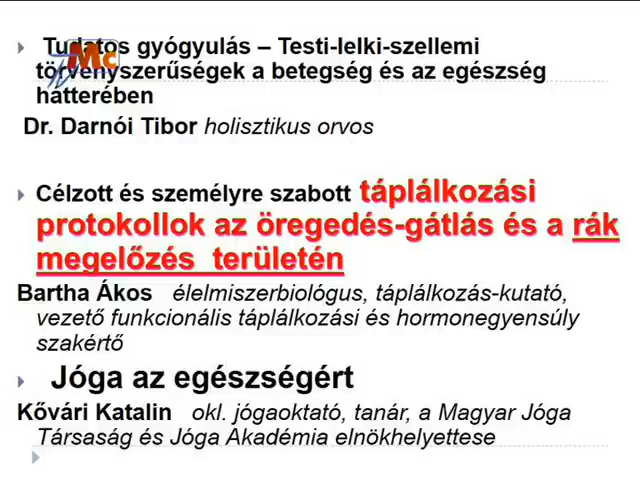 Tudatos gyógyulás – Testi-lelki-szellemi
törvényszerűségek a betegség és az egészség
hátterében
Dr. Darnói Tibor holisztikus orvos
Célzott és személyre szabott táplálkozási
protokollok az öregedés-gátlás és a rák
megelőzés területén
Bartha Ákos élelmiszerbiológus, táplálkozás-kutató,
vezető funkcionális táplálkozási és hormonegyensúly
szakértő
Jóga az egészségért
Kővári Katalin okl. jógaoktató, tanár, a Magyar Jóga
Társaság és Jóga Akadémia elnökhelyettese